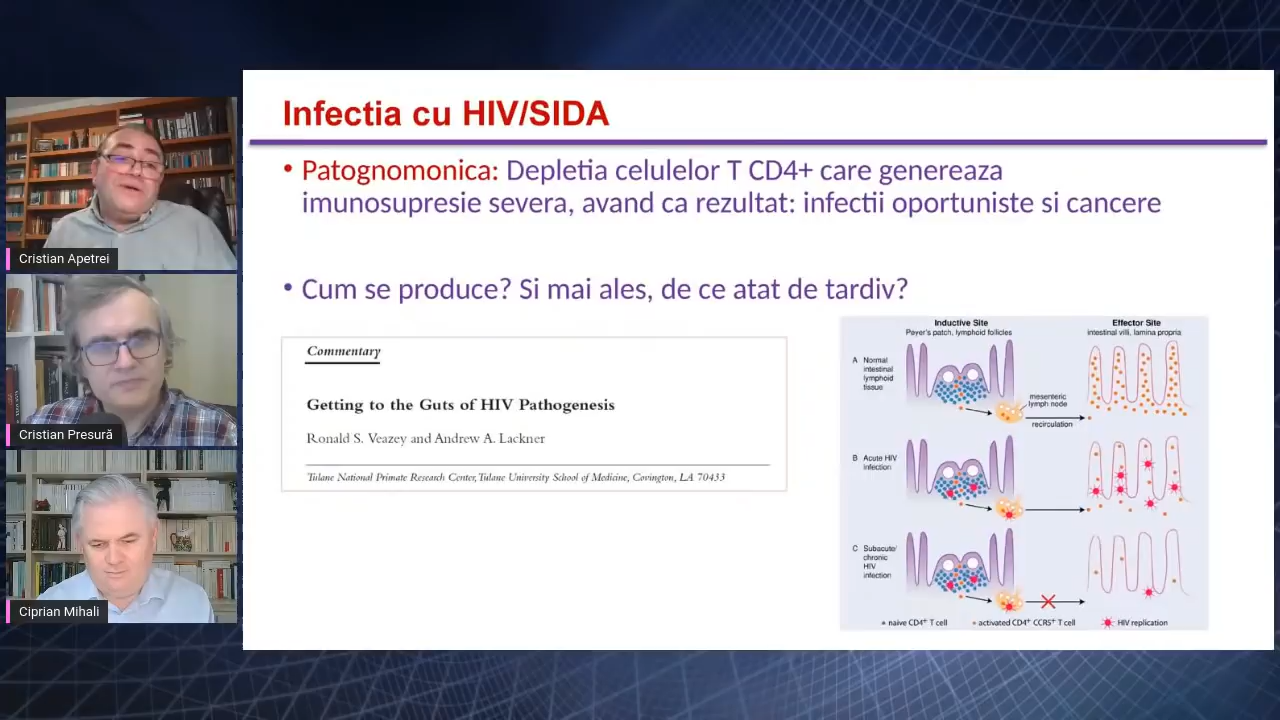 Cristian Apetrei
Cristian Presură
Ciprian Mihali
Infectia cu HIV/SIDA
• Patognomonica: Depletia celulelor T CD4+ care genereaza
imunosupresie severa, avand ca rezultat: infectii oportuniste si cancere
• Cum se produce? Si mai ales, de ce atat de tardiv?
Commentary
Getting to the Guts of HIV Pathogenesis
Ronald S. Veazey and Andrew A. Lackner
Tulane National Primate Research Center, Tulane University School of Medicine, Covington, LA 70433
Inductive Site
Peyer's patch, lymphoid follicles
Effector Site
intestinal villi, lamina propria
A Normal
intestinal
lymphoid
tissue
mesenteric
lymph node
recirculation
B Acute HIV
infection
C Subacute/
chronic
HIV
infection
naive CD4+ T cell
activated CD4+ CCR5+ T cell
HIV replication